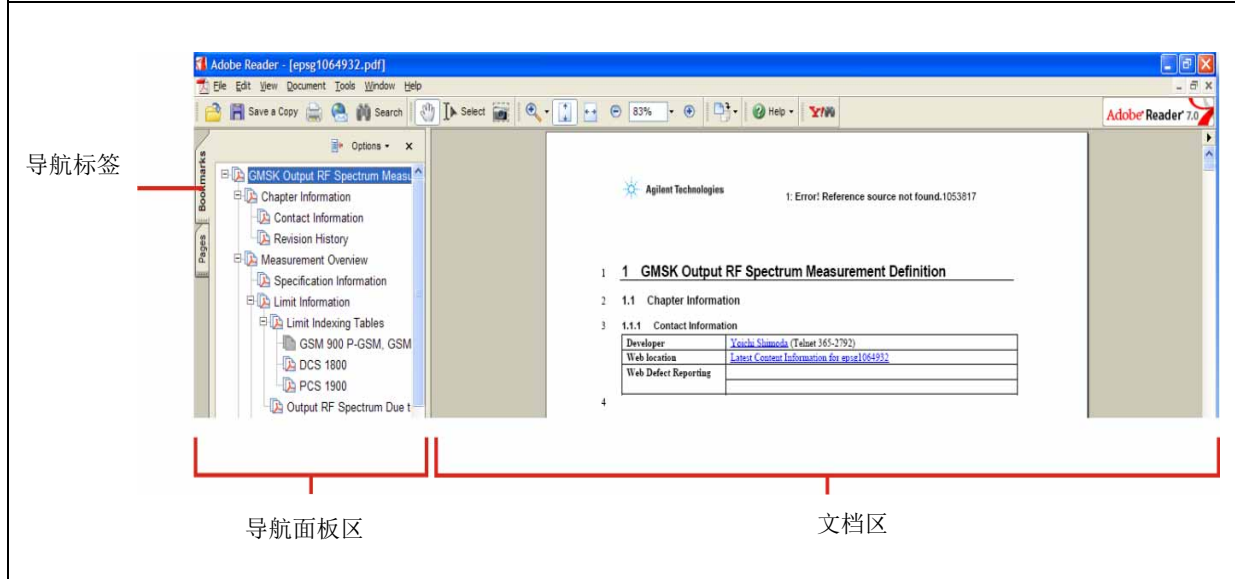 Adobe Reader - [epsg1064932.pdf]
File Edit View Document Tools Window Help
Save a Copy Search Select 83% Help Y! Adobe Reader 7.0
导航标签
Bookmarks
Pages
Options
GMSK Output RF Spectrum Measu
Chapter Information
Contact Information
Revision History
Measurement Overview
Specification Information
Limit Information
Limit Indexing Tables
GSM 900 P-GSM, GSM
DCS 1800
PCS 1900
Output RF Spectrum Due t
Agilent Technologies
1: Error! Reference source not found.1053817
1 1 GMSK Output RF Spectrum Measurement Definition
2 1.1 Chapter Information
3 1.1.1 Contact Information
Developer Yoichi Shimoda (Telnet 365-2792)
Web location Latest Content Information for epsg1064932
Web Defect Reporting
4
导航面板区
文档区